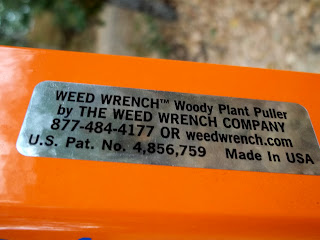 WEED WRENCH™ Woody Plant Puller
by THE WEED WRENCH COMPANY
877-484-4177 OR weedwrench.com
U.S. Pat. No. 4,856,759 Made In USA